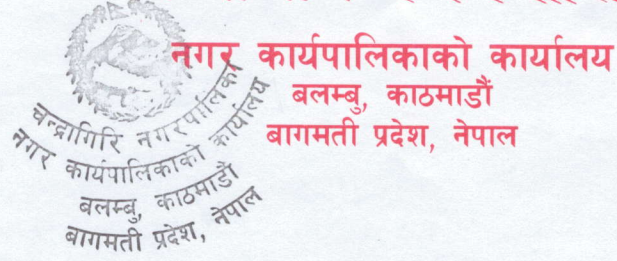 नगर कार्यपालिकाको कार्यालय
बलम्बु, काठमाडौं
बागमती प्रदेश, नेपाल
चन्द्रागिरि नगरपालिका
नगर कार्यपालिकाको कार्यालय
बलम्बु, काठमाडौं
बागमती प्रदेश, नेपाल